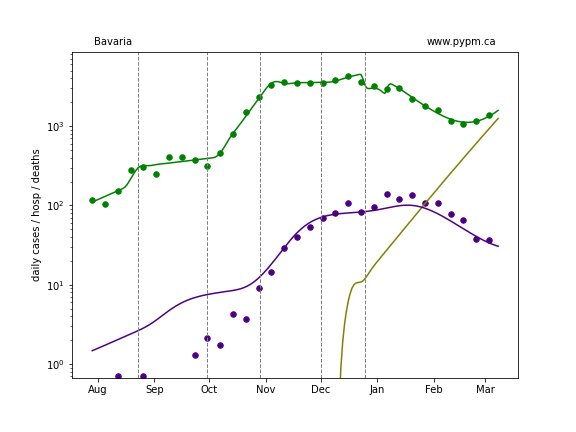 Bavaria www.pypm.ca
daily cases / hosp / deaths
10³
10²
10¹
10⁰
Aug Sep Oct Nov Dec Jan Feb Mar